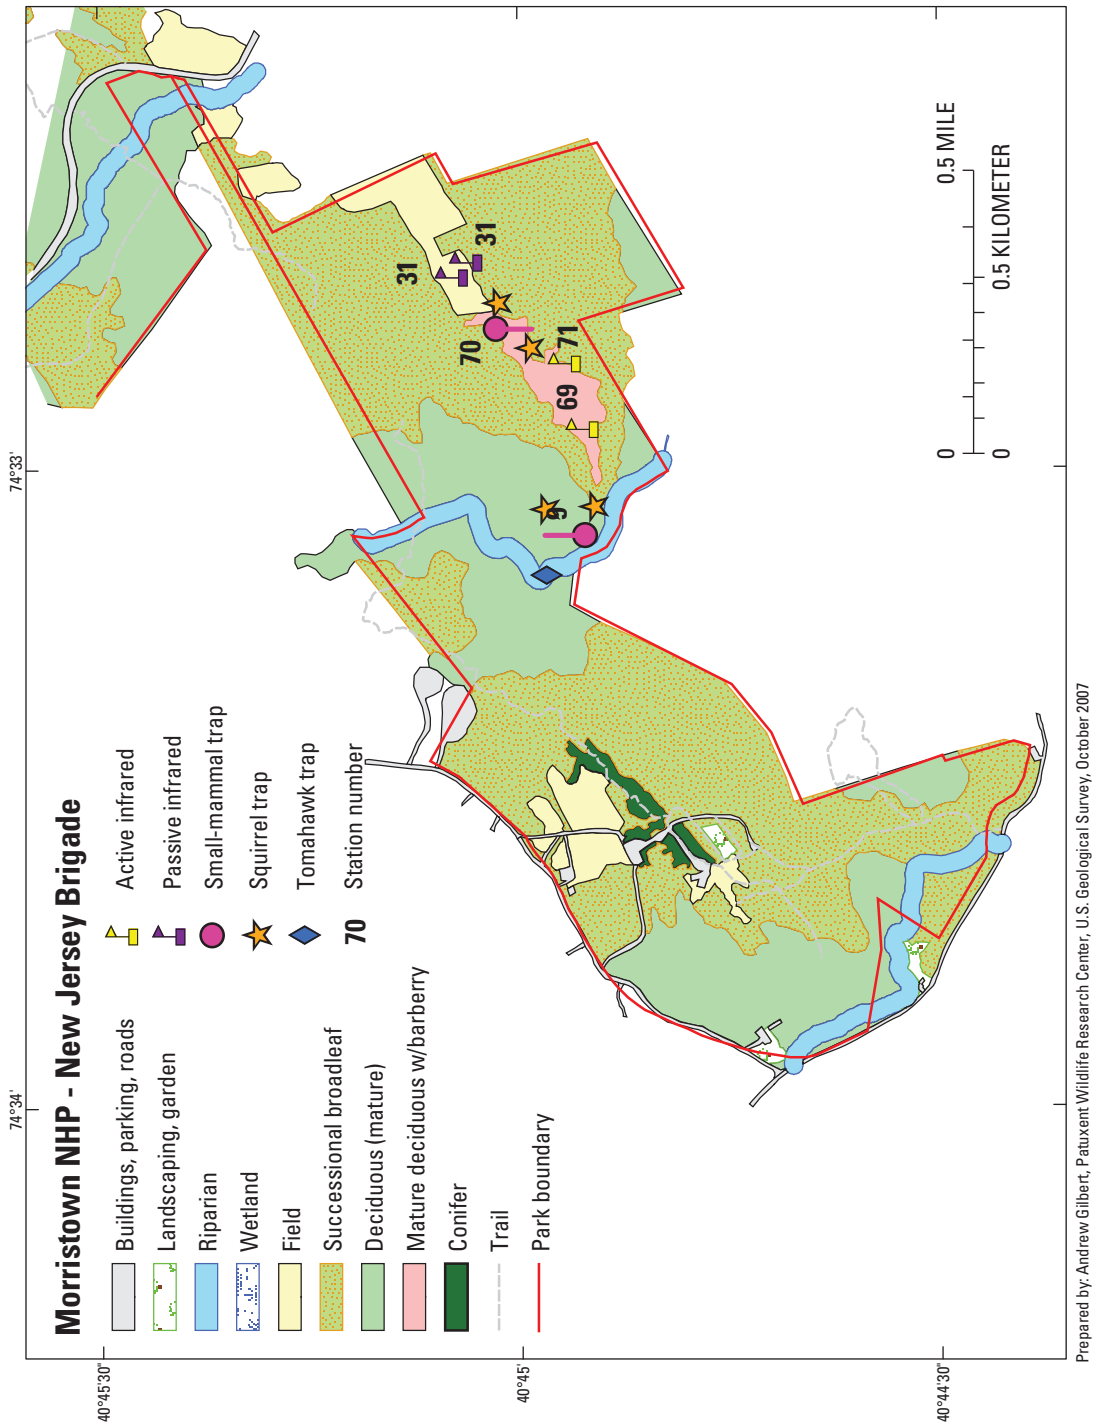 Morristown NHP - New Jersey Brigade
Buildings, parking, roads
Landscaping, garden
Riparian
Wetland
Field
Successional broadleaf
Deciduous (mature)
Mature deciduous w/barberry
Conifer
Trail
Park boundary
Active infrared
Passive infrared
Small-mammal trap
Squirrel trap
Tomahawk trap
70 Station number
74°34'
74°33'
40°45'30"
40°45'
40°44'30"
31
31
70
71
69
9
0 0.5 MILE
0 0.5 KILOMETER
Prepared by: Andrew Gilbert, Patuxent Wildlife Research Center, U.S. Geological Survey, October 2007